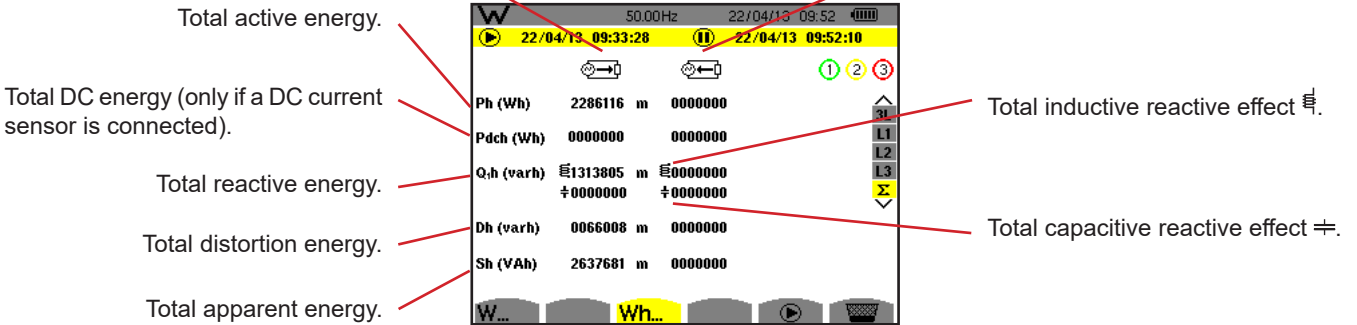 Total active energy.
Total DC energy (only if a DC current
sensor is connected).
Total reactive energy.
Total distortion energy.
Total apparent energy.
W 50.00Hz 22/04/13 09:52
22/04/13 09:33:28 22/04/13 09:52:10
1 2 3
Ph (Wh) 2286116 m 0000000
3L
Pdch (Wh) 0000000 0000000
L1
L2
Q₁h (varh) 1313805 m 0000000
L3
0000000 0000000
Σ
Dh (varh) 0066008 m 0000000
Sh (VAh) 2637681 m 0000000
W... Wh...
Total inductive reactive effect .
Total capacitive reactive effect .